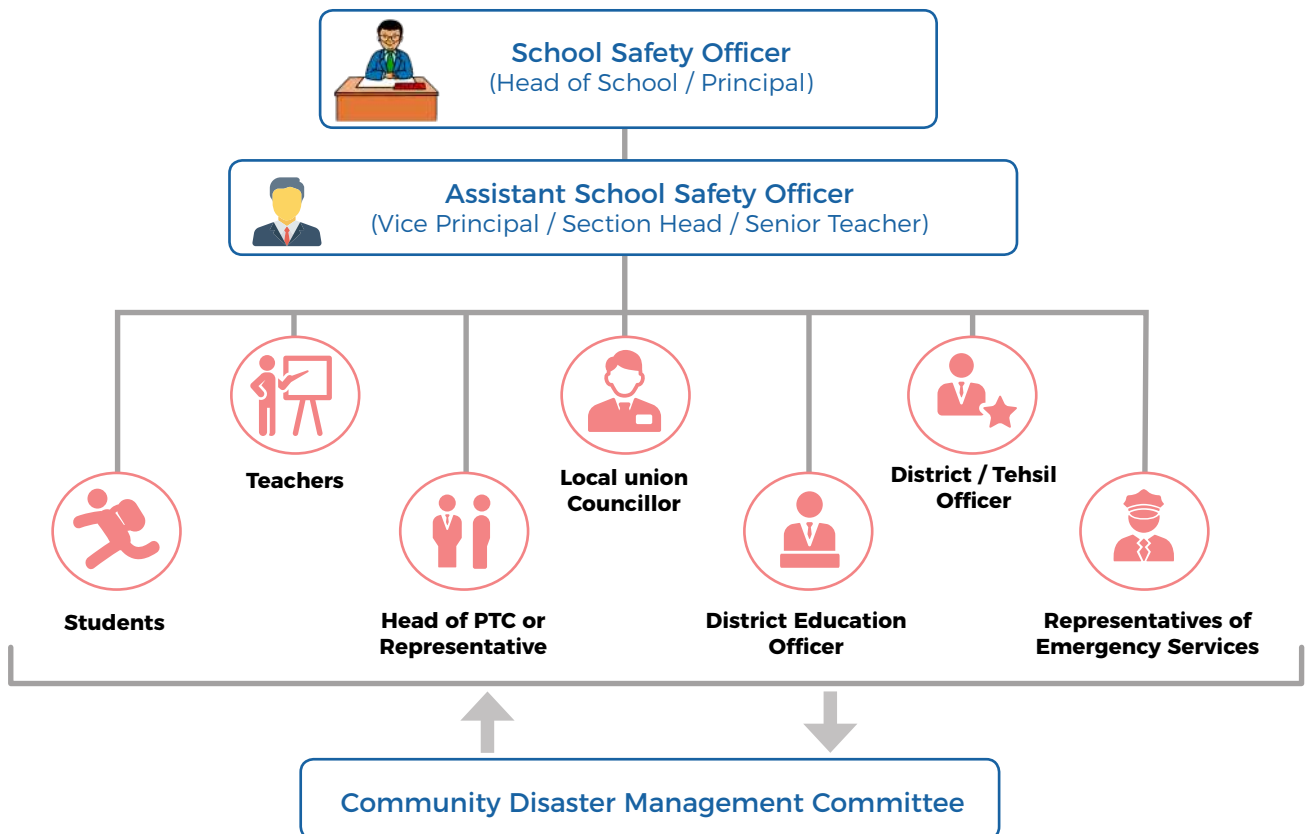 School Safety Officer
(Head of School / Principal)
Assistant School Safety Officer
(Vice Principal / Section Head / Senior Teacher)
Students
Teachers
Head of PTC or
Representative
Local union
Councillor
District Education
Officer
District / Tehsil
Officer
Representatives of
Emergency Services
Community Disaster Management Committee